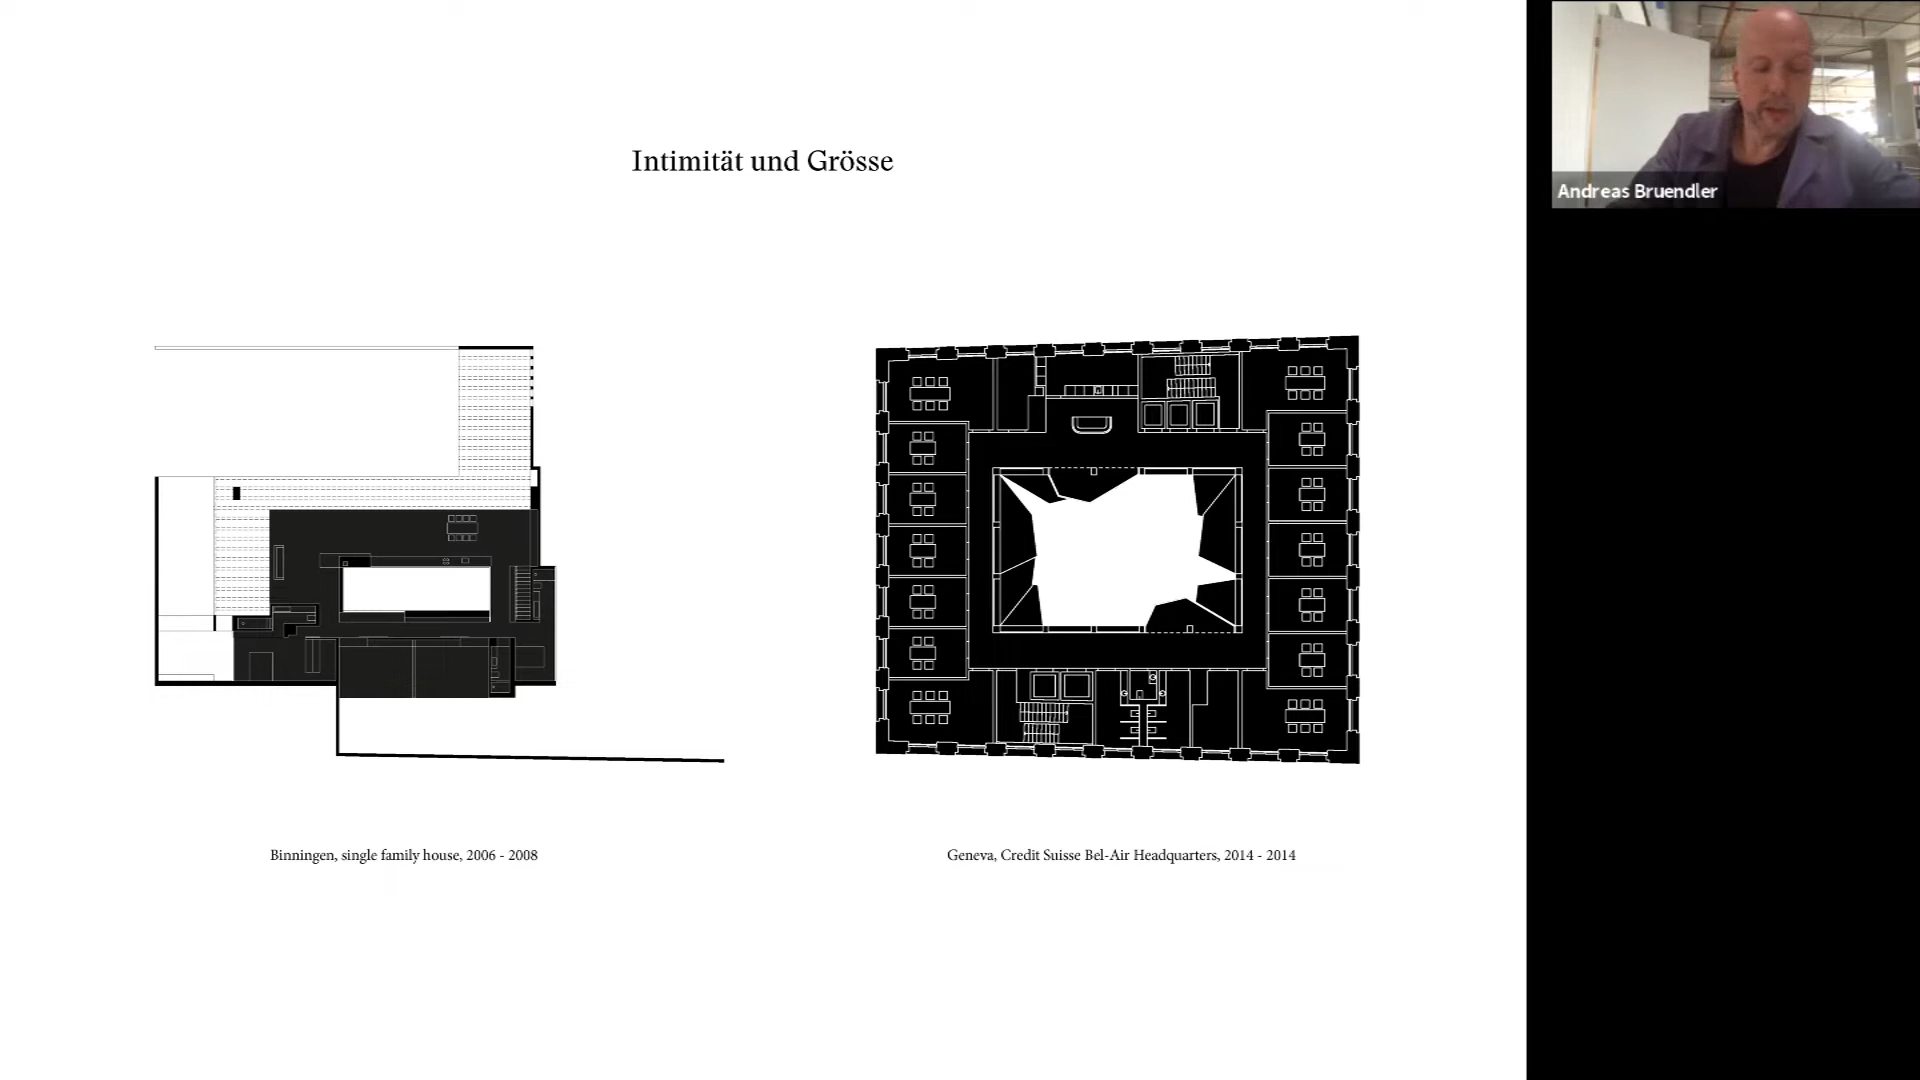 Intimität und Grösse
Andreas Bruendler
Binningen, single family house, 2006 - 2008
Geneva, Credit Suisse Bel-Air Headquarters, 2014 - 2014